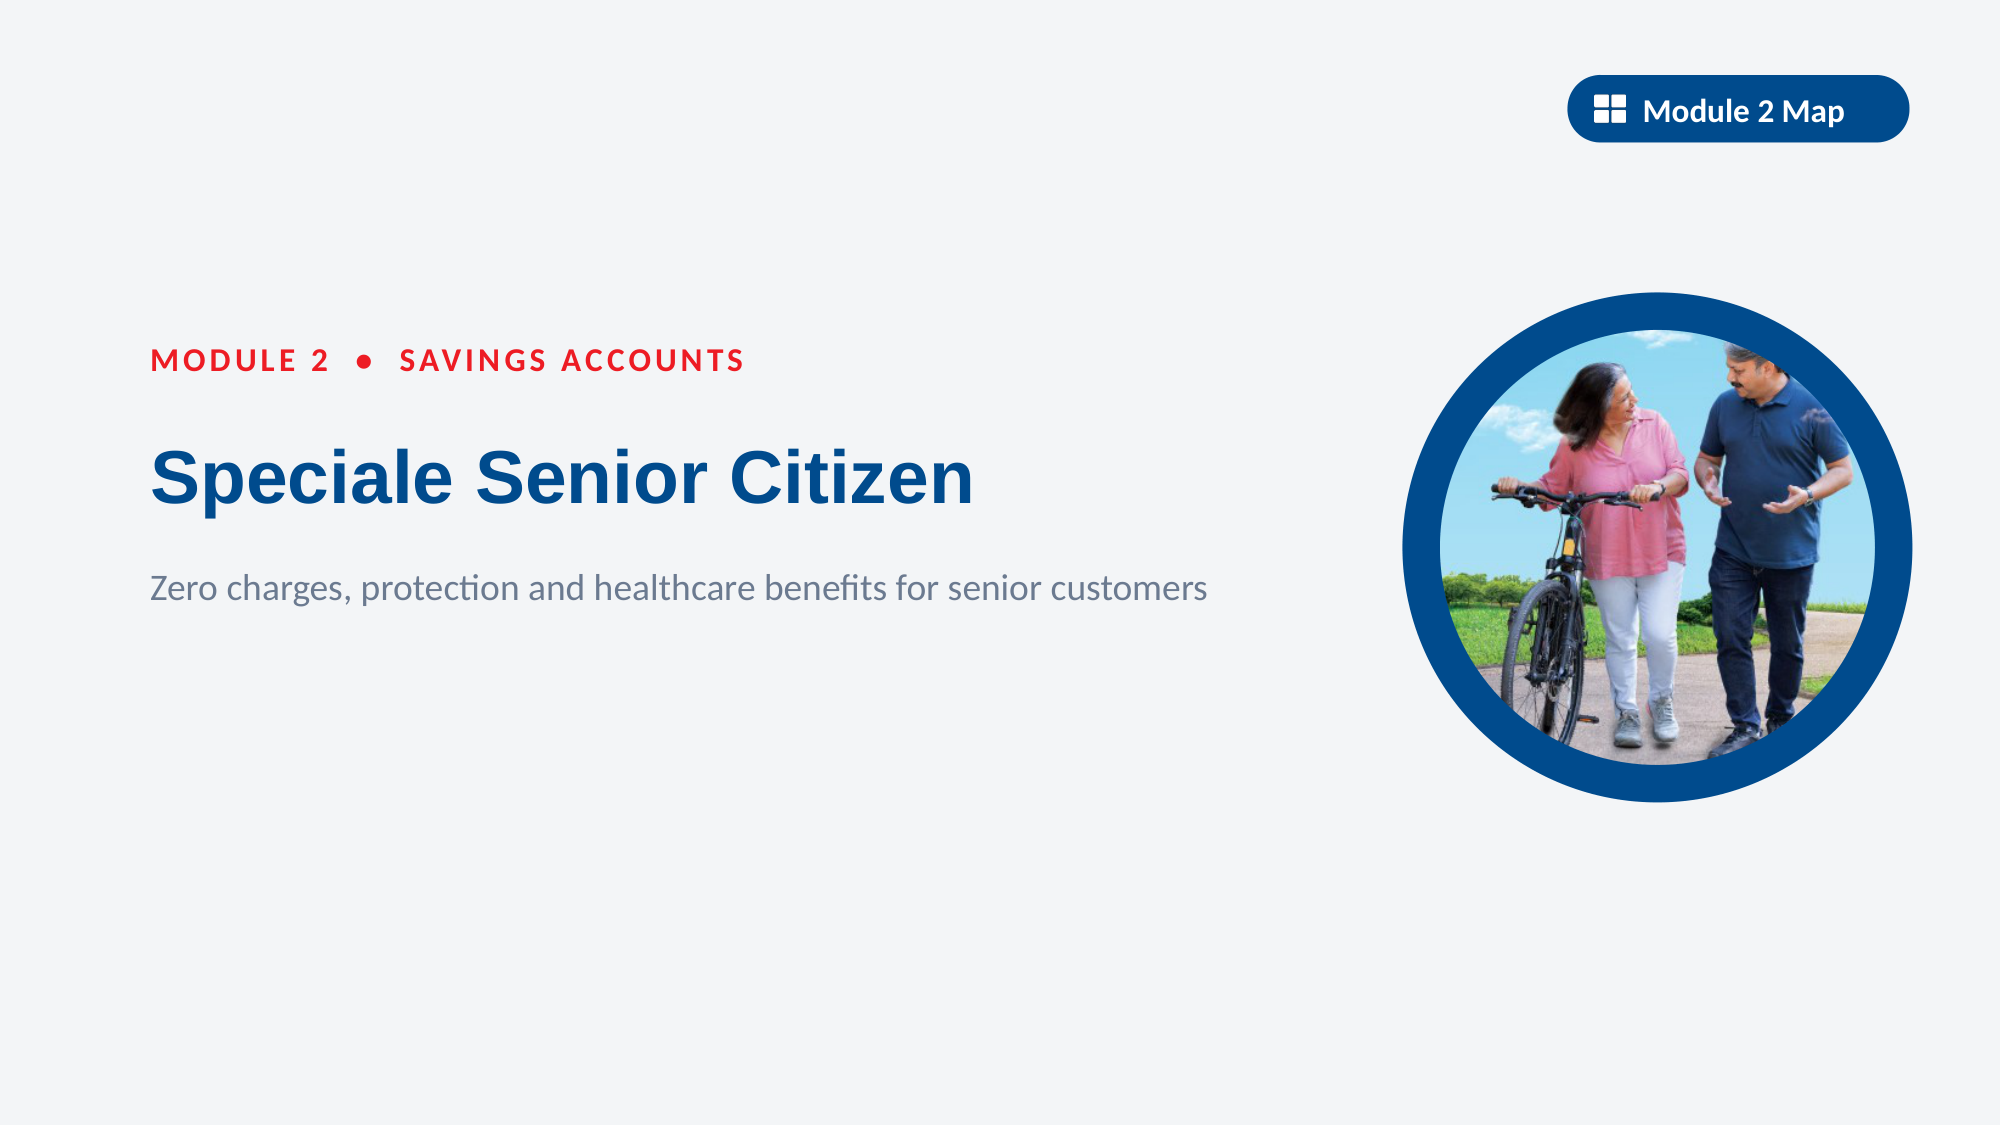 Module 2 Map
MODULE 2 • SAVINGS ACCOUNTS
Speciale Senior Citizen
Zero charges, protection and healthcare benefits for senior customers